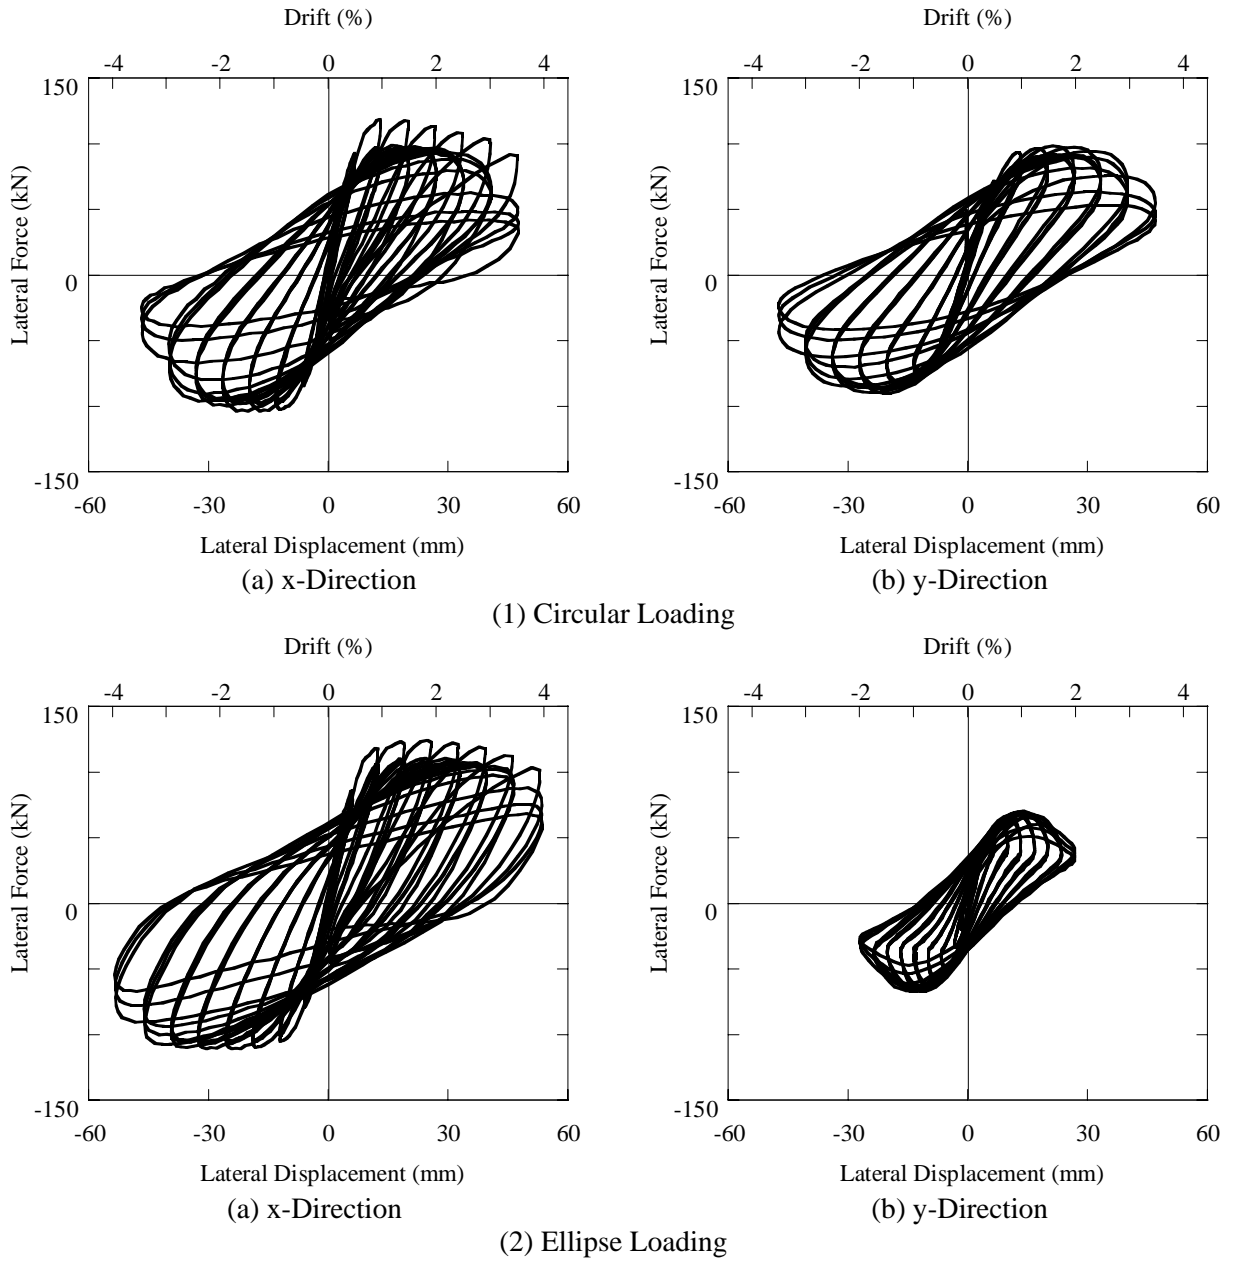 Drift (%)
-4 -2 0 2 4
150
0
-150
Lateral Force (kN)
-60 -30 0 30 60
Lateral Displacement (mm)
(a) x-Direction
Drift (%)
-4 -2 0 2 4
150
0
-150
Lateral Force (kN)
-60 -30 0 30 60
Lateral Displacement (mm)
(b) y-Direction
(1) Circular Loading
Drift (%)
-4 -2 0 2 4
150
0
-150
Lateral Force (kN)
-60 -30 0 30 60
Lateral Displacement (mm)
(a) x-Direction
Drift (%)
-4 -2 0 2 4
150
0
-150
Lateral Force (kN)
-60 -30 0 30 60
Lateral Displacement (mm)
(b) y-Direction
(2) Ellipse Loading